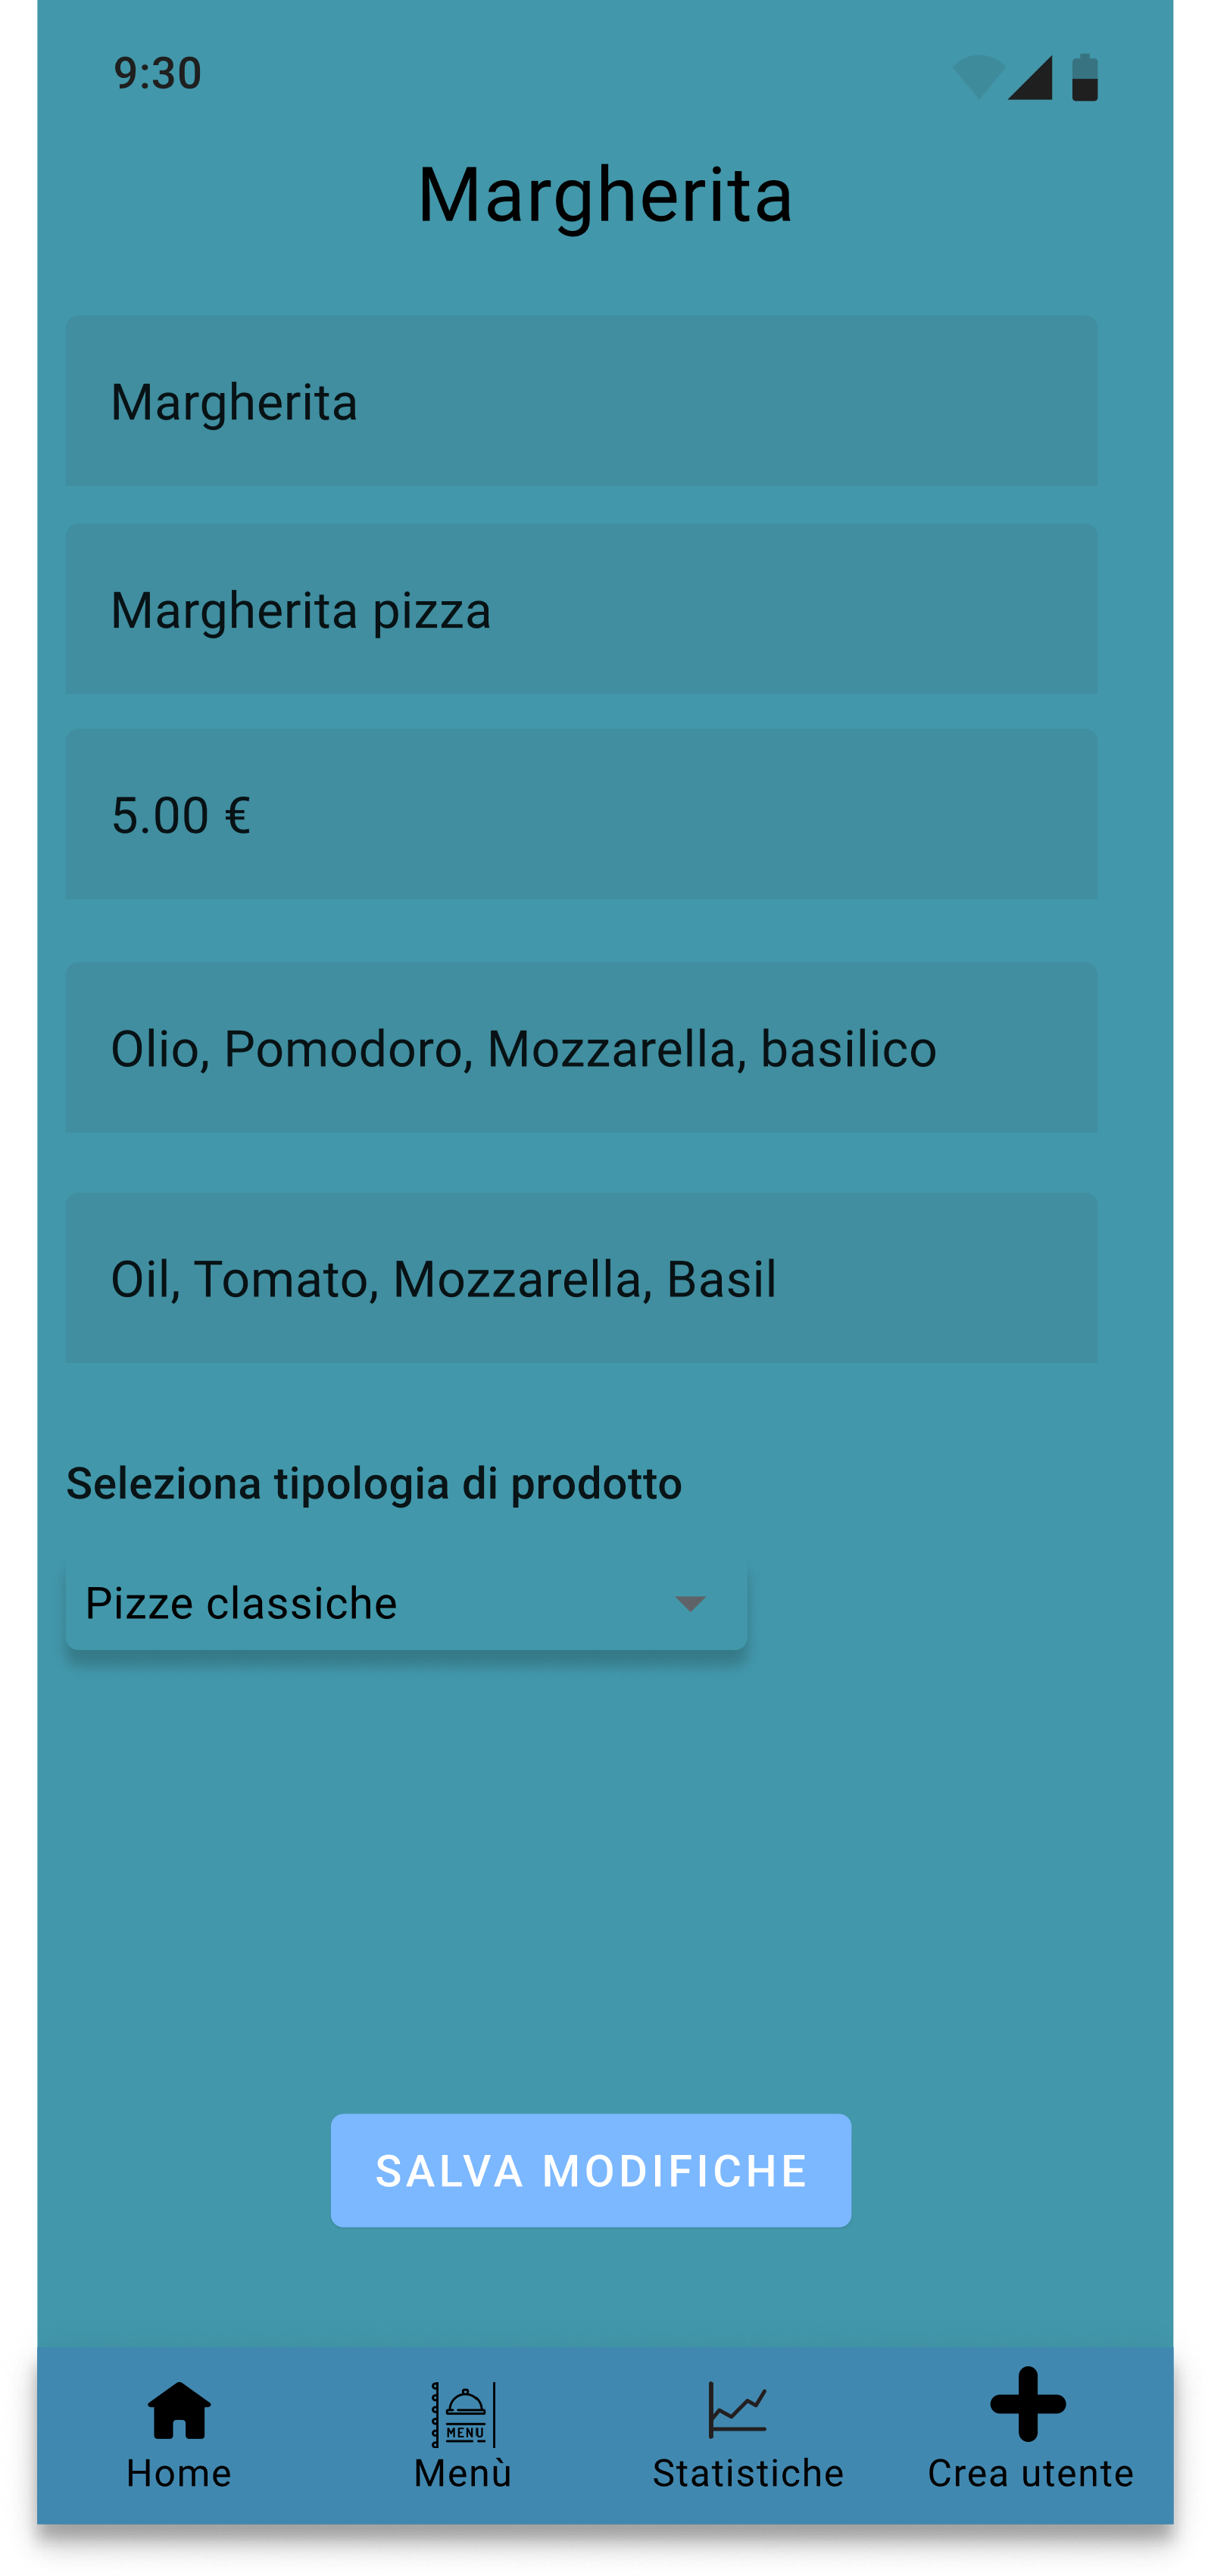 9:30
Margherita
Margherita
Margherita pizza
5.00 €
Olio, Pomodoro, Mozzarella, basilico
Oil, Tomato, Mozzarella, Basil
Seleziona tipologia di prodotto
Pizze classiche
SALVA MODIFICHE
MENU
Home Menù Statistiche Crea utente